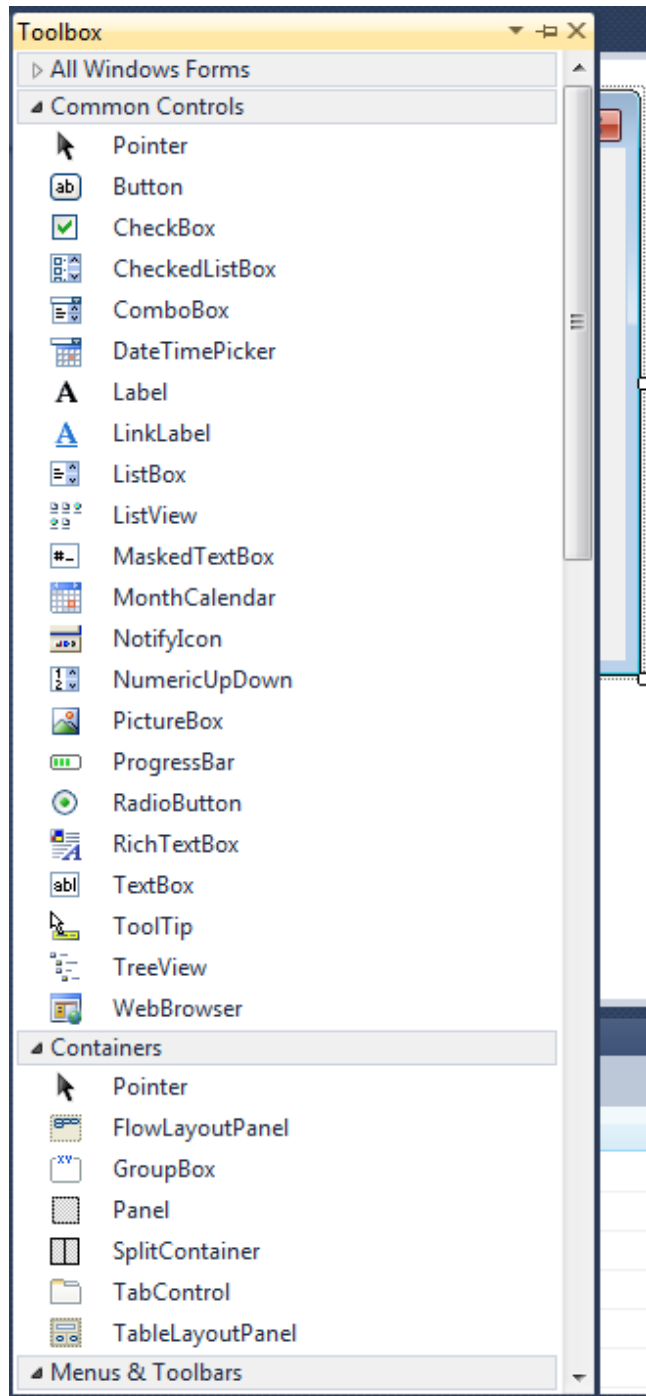 Toolbox
All Windows Forms
Common Controls
Pointer
Button
CheckBox
CheckedListBox
ComboBox
DateTimePicker
Label
LinkLabel
ListBox
ListView
MaskedTextBox
MonthCalendar
NotifyIcon
NumericUpDown
PictureBox
ProgressBar
RadioButton
RichTextBox
TextBox
ToolTip
TreeView
WebBrowser
Containers
Pointer
FlowLayoutPanel
GroupBox
Panel
SplitContainer
TabControl
TableLayoutPanel
Menus & Toolbars